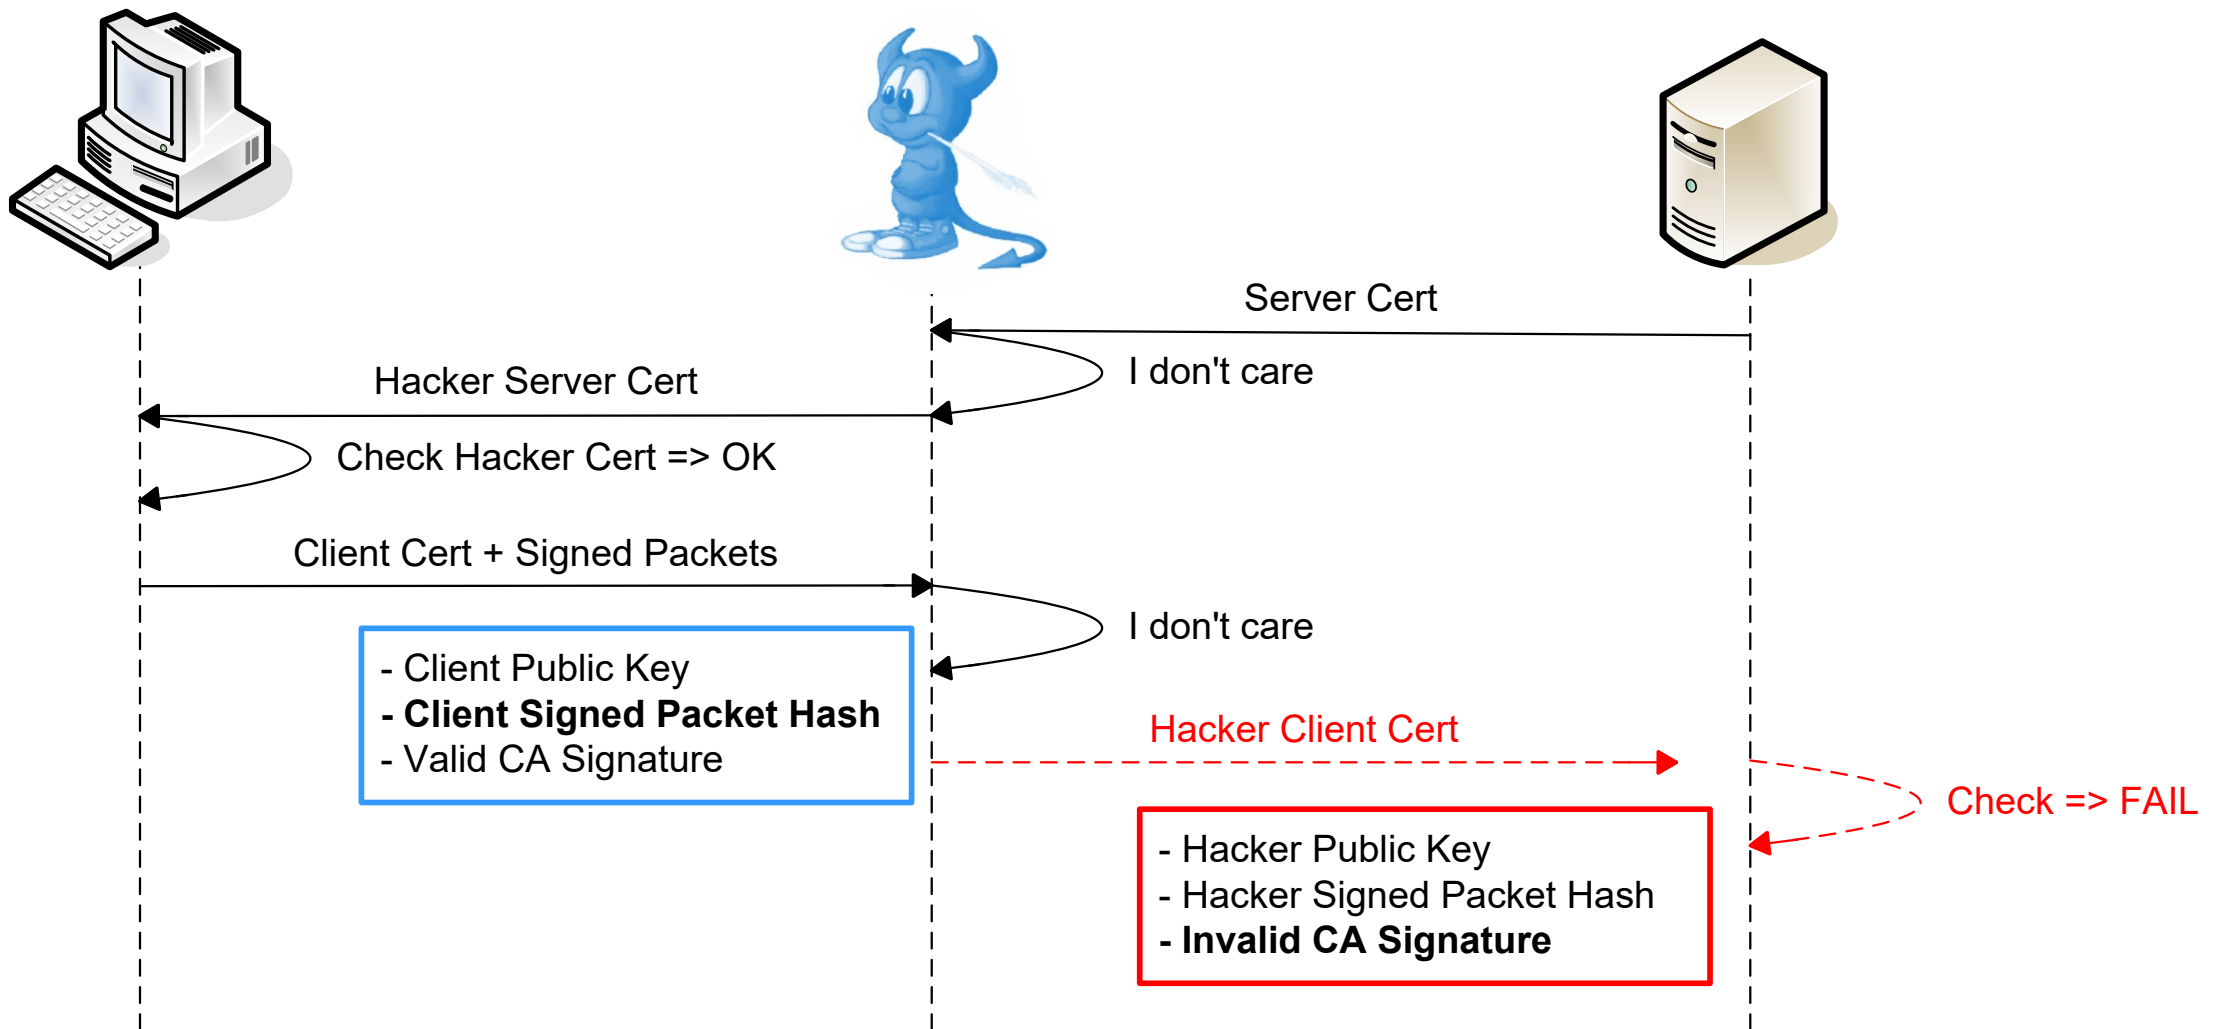 Server Cert
I don't care
Hacker Server Cert
Check Hacker Cert => OK
Client Cert + Signed Packets
I don't care
- Client Public Key
- Client Signed Packet Hash
- Valid CA Signature
Hacker Client Cert
Check => FAIL
- Hacker Public Key
- Hacker Signed Packet Hash
- Invalid CA Signature